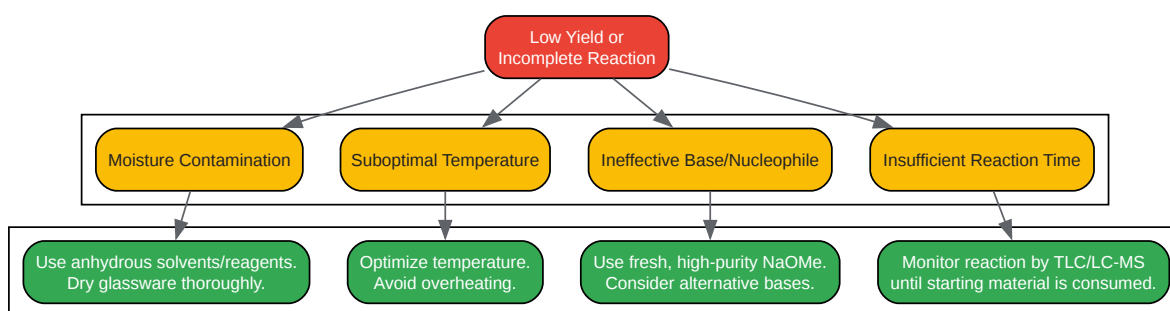 Low Yield or
Incomplete Reaction
Moisture Contamination
Suboptimal Temperature
Ineffective Base/Nucleophile
Insufficient Reaction Time
Use anhydrous solvents/reagents.
Dry glassware thoroughly.
Optimize temperature.
Avoid overheating.
Use fresh, high-purity NaOMe.
Consider alternative bases.
Monitor reaction by TLC/LC-MS
until starting material is consumed.